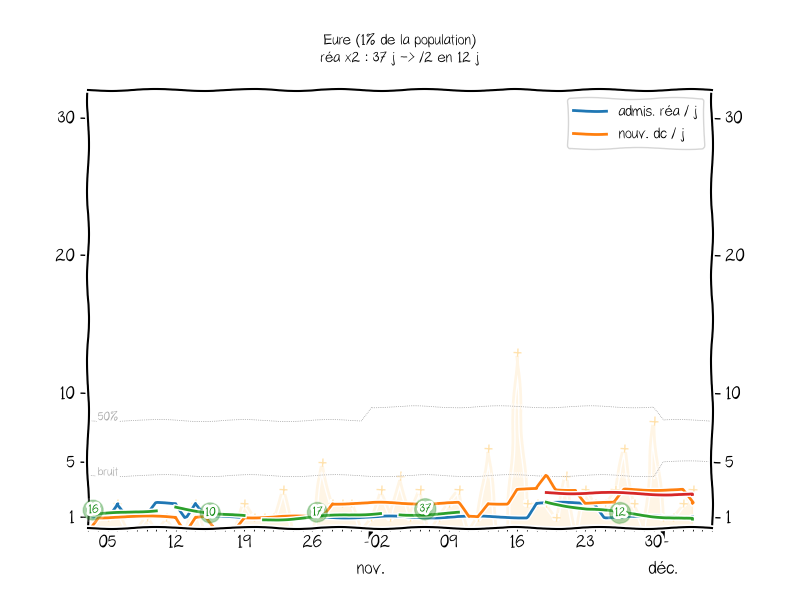 Eure (1% de la population)
réa x2 : 37 j -> /2 en 12 j
admis. réa / j
nouv. dc / j
30 30
20 20
10 10
50%
5 5
bruit
1 1
16 10 17 37 12
05 12 19 26 02 09 16 23 30
nov. déc.